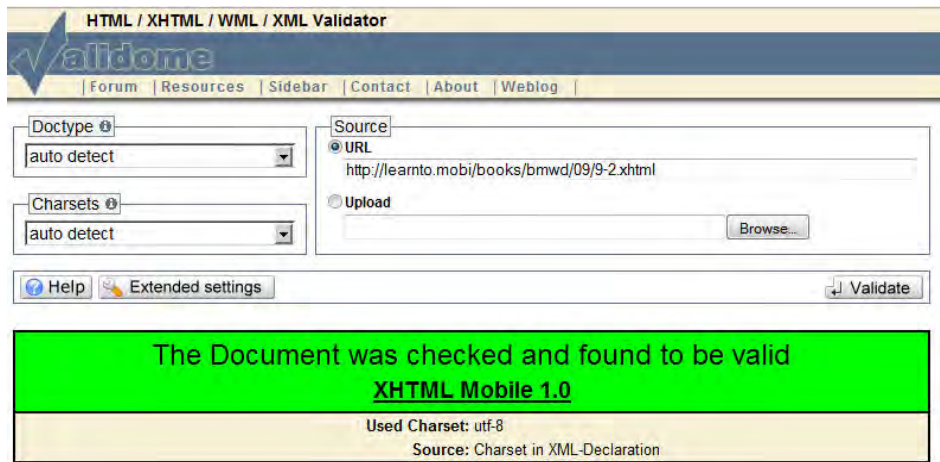 HTML / XHTML / WML / XML Validator
Validome
| Forum | Resources | Sidebar | Contact | About | Weblog |
Doctype
auto detect
Charsets
auto detect
Source
URL
http://learnto.mobi/books/bmwd/09/9-2.xhtml
Upload
Browse...
Help
Extended settings
Validate
The Document was checked and found to be valid
XHTML Mobile 1.0
Used Charset: utf-8
Source: Charset in XML-Declaration